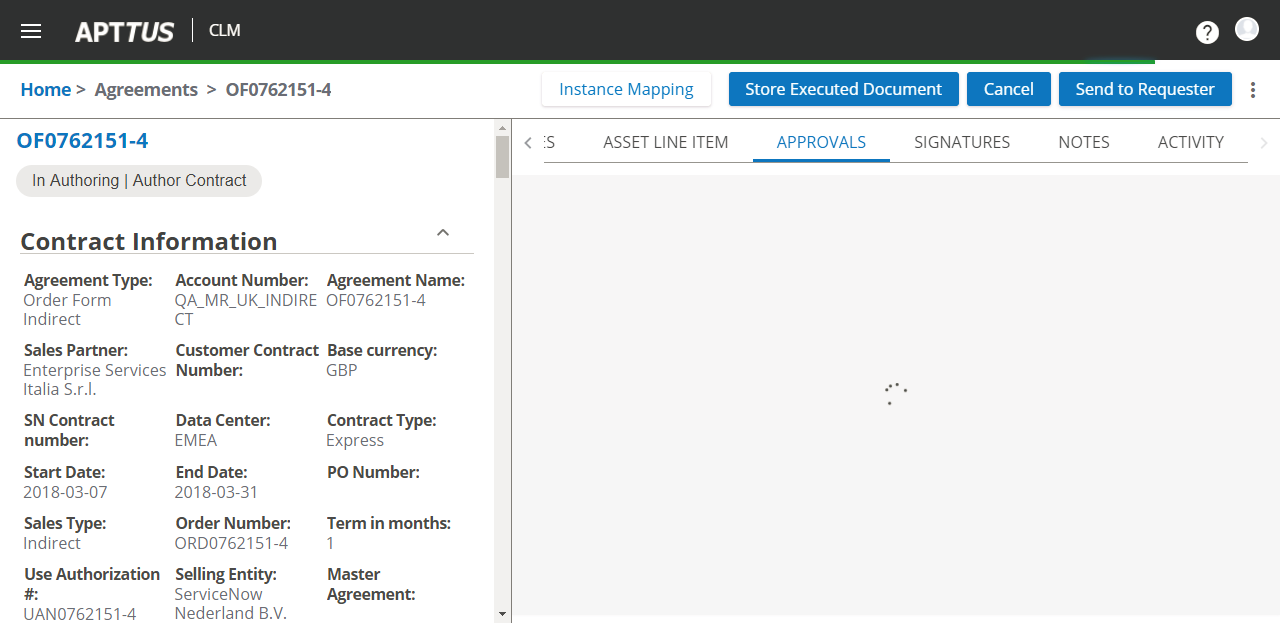 APTTUS CLM
?
Home > Agreements > OF0762151-4
Instance Mapping Store Executed Document Cancel Send to Requester
OF0762151-4
In Authoring | Author Contract
Contract Information
Agreement Type: Account Number: Agreement Name:
Order Form QA_MR_UK_INDIRE OF0762151-4
Indirect CT
Sales Partner: Customer Contract Base currency:
Enterprise Services Number: GBP
Italia S.r.l.
SN Contract Data Center: Contract Type:
number: EMEA Express
Start Date: End Date: PO Number:
2018-03-07 2018-03-31
Sales Type: Order Number: Term in months:
Indirect ORD0762151-4 1
Use Authorization Selling Entity: Master
#: ServiceNow Agreement:
UAN0762151-4 Nederland B.V.
ES ASSET LINE ITEM APPROVALS SIGNATURES NOTES ACTIVITY